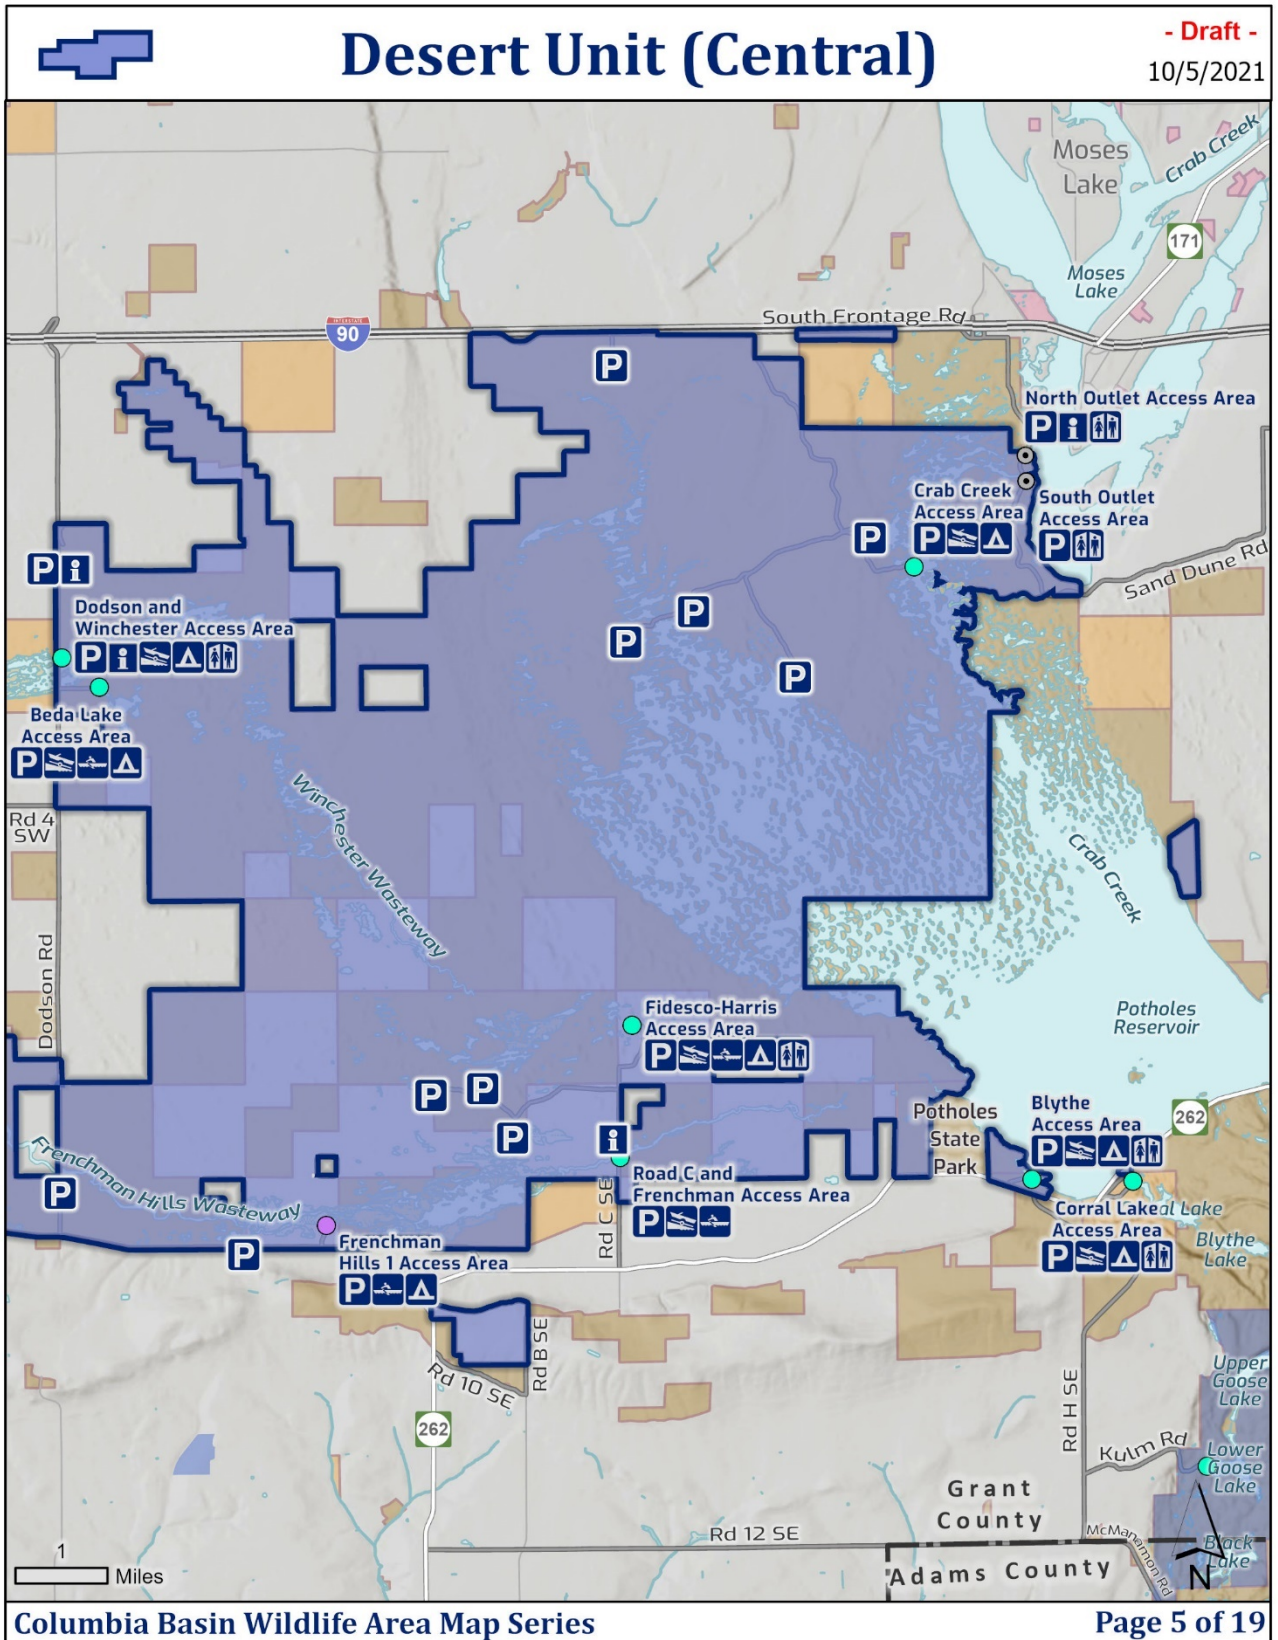 Desert Unit (Central)
- Draft -
10/5/2021
Moses
Lake
Crab Creek
171
Moses
Lake
South Frontage Rd
INTERSTATE
90
North Outlet Access Area
P i
Crab Creek
Access Area
P
South Outlet
Access Area
P
P
P
Sand Dune Rd
P i
Dodson and
Winchester Access Area
P i
P
P
P
Beda Lake
Access Area
P
Rd 4
SW
Winchester Wasteway
Crab Creek
Dodson Rd
Fidesco-Harris
Access Area
P
Potholes
Reservoir
P
P
P
i
Potholes
State
Park
Blythe
Access Area
P
262
Frenchman Hills Wasteway
P
Road C and
Frenchman Access Area
P
Rd C SE
Corral Lake
al Lake
Access Area
P
Blythe
Lake
P
Frenchman
Hills 1 Access Area
P
Rd B SE
Rd 10 SE
262
Rd H SE
Upper
Goose
Lake
Kulm Rd
Lower
Goose
Lake
Grant
County
Rd 12 SE
McManamon Rd
Black
Lake
Adams County
N
1
Miles
Columbia Basin Wildlife Area Map Series
Page 5 of 19